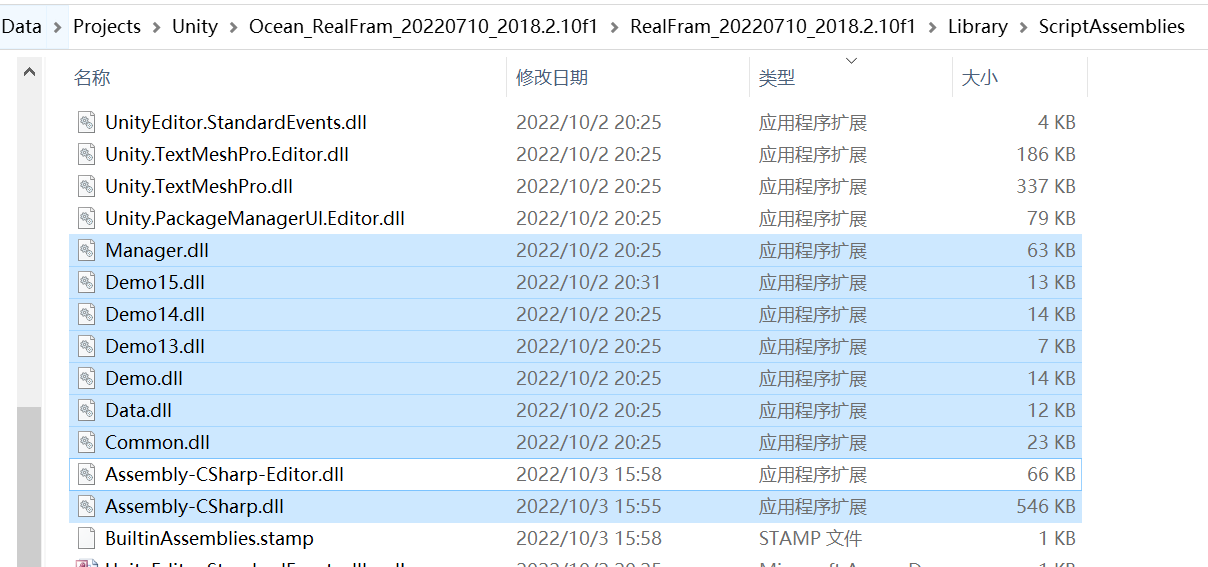 Data > Projects > Unity > Ocean_RealFram_20220710_2018.2.10f1 > RealFram_20220710_2018.2.10f1 > Library > ScriptAssemblies
名称 修改日期 类型 大小
UnityEditor.StandardEvents.dll 2022/10/2 20:25 应用程序扩展 4 KB
Unity.TextMeshPro.Editor.dll 2022/10/2 20:25 应用程序扩展 186 KB
Unity.TextMeshPro.dll 2022/10/2 20:25 应用程序扩展 337 KB
Unity.PackageManagerUI.Editor.dll 2022/10/2 20:25 应用程序扩展 79 KB
Manager.dll 2022/10/2 20:25 应用程序扩展 63 KB
Demo15.dll 2022/10/2 20:31 应用程序扩展 13 KB
Demo14.dll 2022/10/2 20:25 应用程序扩展 14 KB
Demo13.dll 2022/10/2 20:25 应用程序扩展 7 KB
Demo.dll 2022/10/2 20:25 应用程序扩展 14 KB
Data.dll 2022/10/2 20:25 应用程序扩展 12 KB
Common.dll 2022/10/2 20:25 应用程序扩展 23 KB
Assembly-CSharp-Editor.dll 2022/10/3 15:58 应用程序扩展 66 KB
Assembly-CSharp.dll 2022/10/3 15:55 应用程序扩展 546 KB
BuiltinAssemblies.stamp 2022/10/3 15:58 STAMP 文件 1 KB